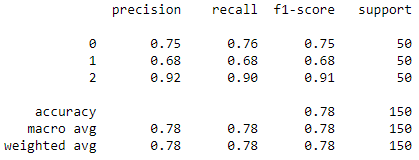 precision recall f1-score support
0 0.75 0.76 0.75 50
1 0.68 0.68 0.68 50
2 0.92 0.90 0.91 50
accuracy 0.78 150
macro avg 0.78 0.78 0.78 150
weighted avg 0.78 0.78 0.78 150